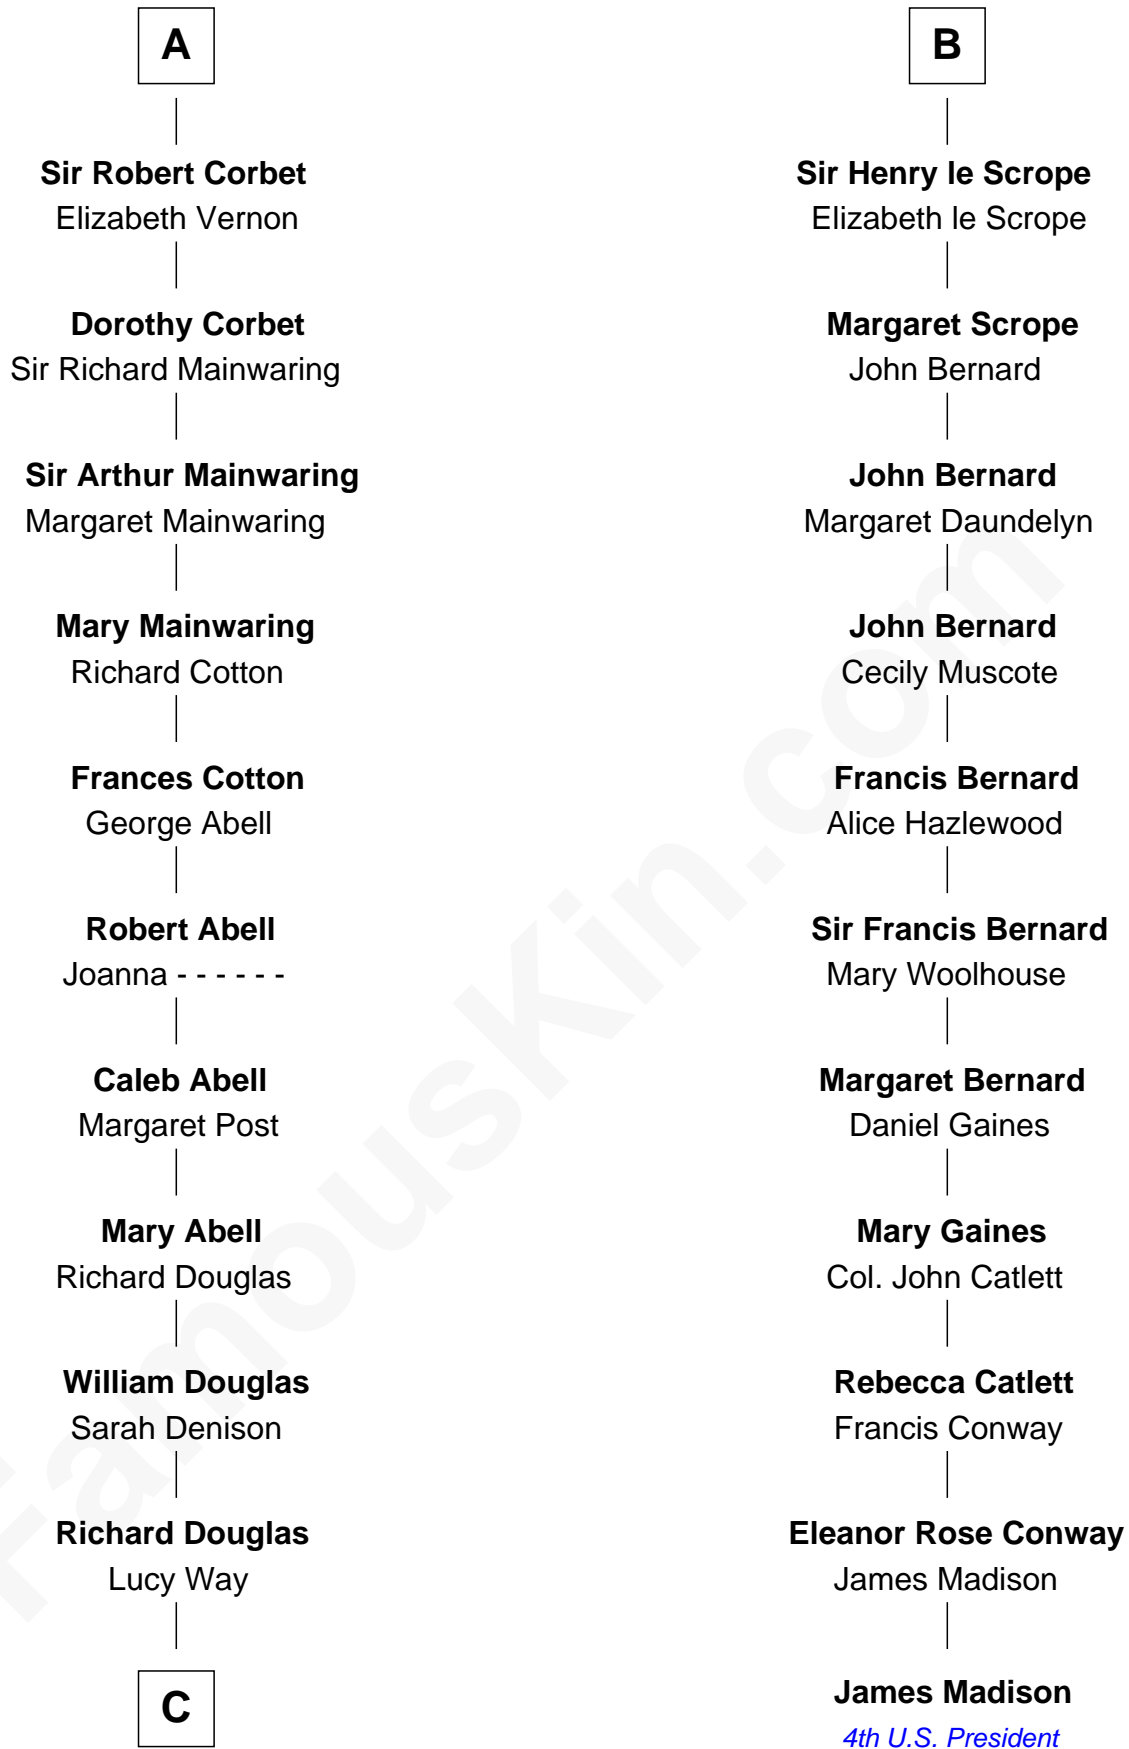 A
Sir Robert Corbet
Elizabeth Vernon
Dorothy Corbet
Sir Richard Mainwaring
Sir Arthur Mainwaring
Margaret Mainwaring
Mary Mainwaring
Richard Cotton
Frances Cotton
George Abell
Robert Abell
Joanna - - - - - -
Caleb Abell
Margaret Post
Mary Abell
Richard Douglas
William Douglas
Sarah Denison
Richard Douglas
Lucy Way
C
B
Sir Henry le Scrope
Elizabeth le Scrope
Margaret Scrope
John Bernard
John Bernard
Margaret Daundelyn
John Bernard
Cecily Muscote
Francis Bernard
Alice Hazlewood
Sir Francis Bernard
Mary Woolhouse
Margaret Bernard
Daniel Gaines
Mary Gaines
Col. John Catlett
Rebecca Catlett
Francis Conway
Eleanor Rose Conway
James Madison
James Madison
4th U.S. President
FamousKin.com